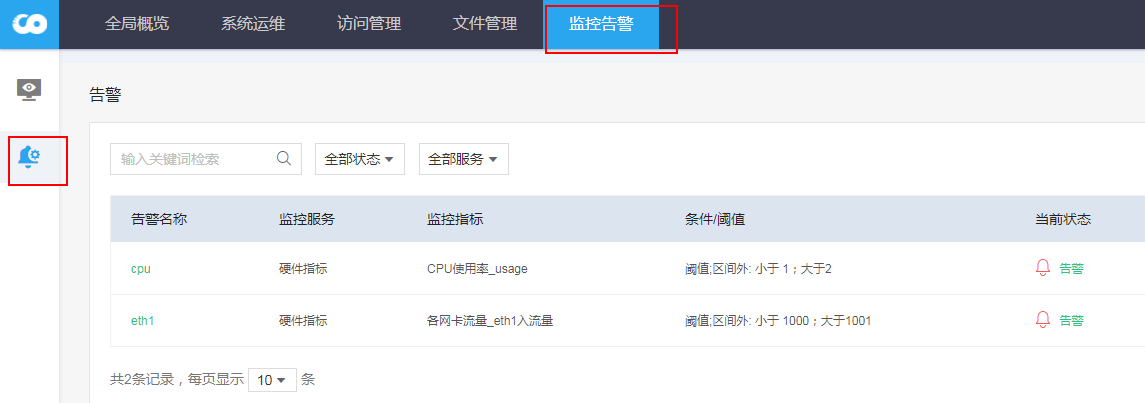 全局概览 系统运维 访问管理 文件管理 监控告警
告警
输入关键词检索 全部状态 全部服务
告警名称 监控服务 监控指标 条件/阈值 当前状态
cpu 硬件指标 CPU使用率_usage 阈值;区间外: 小于 1；大于2 告警
eth1 硬件指标 各网卡流量_eth1入流量 阈值;区间外: 小于 1000；大于1001 告警
共2条记录，每页显示 10 条